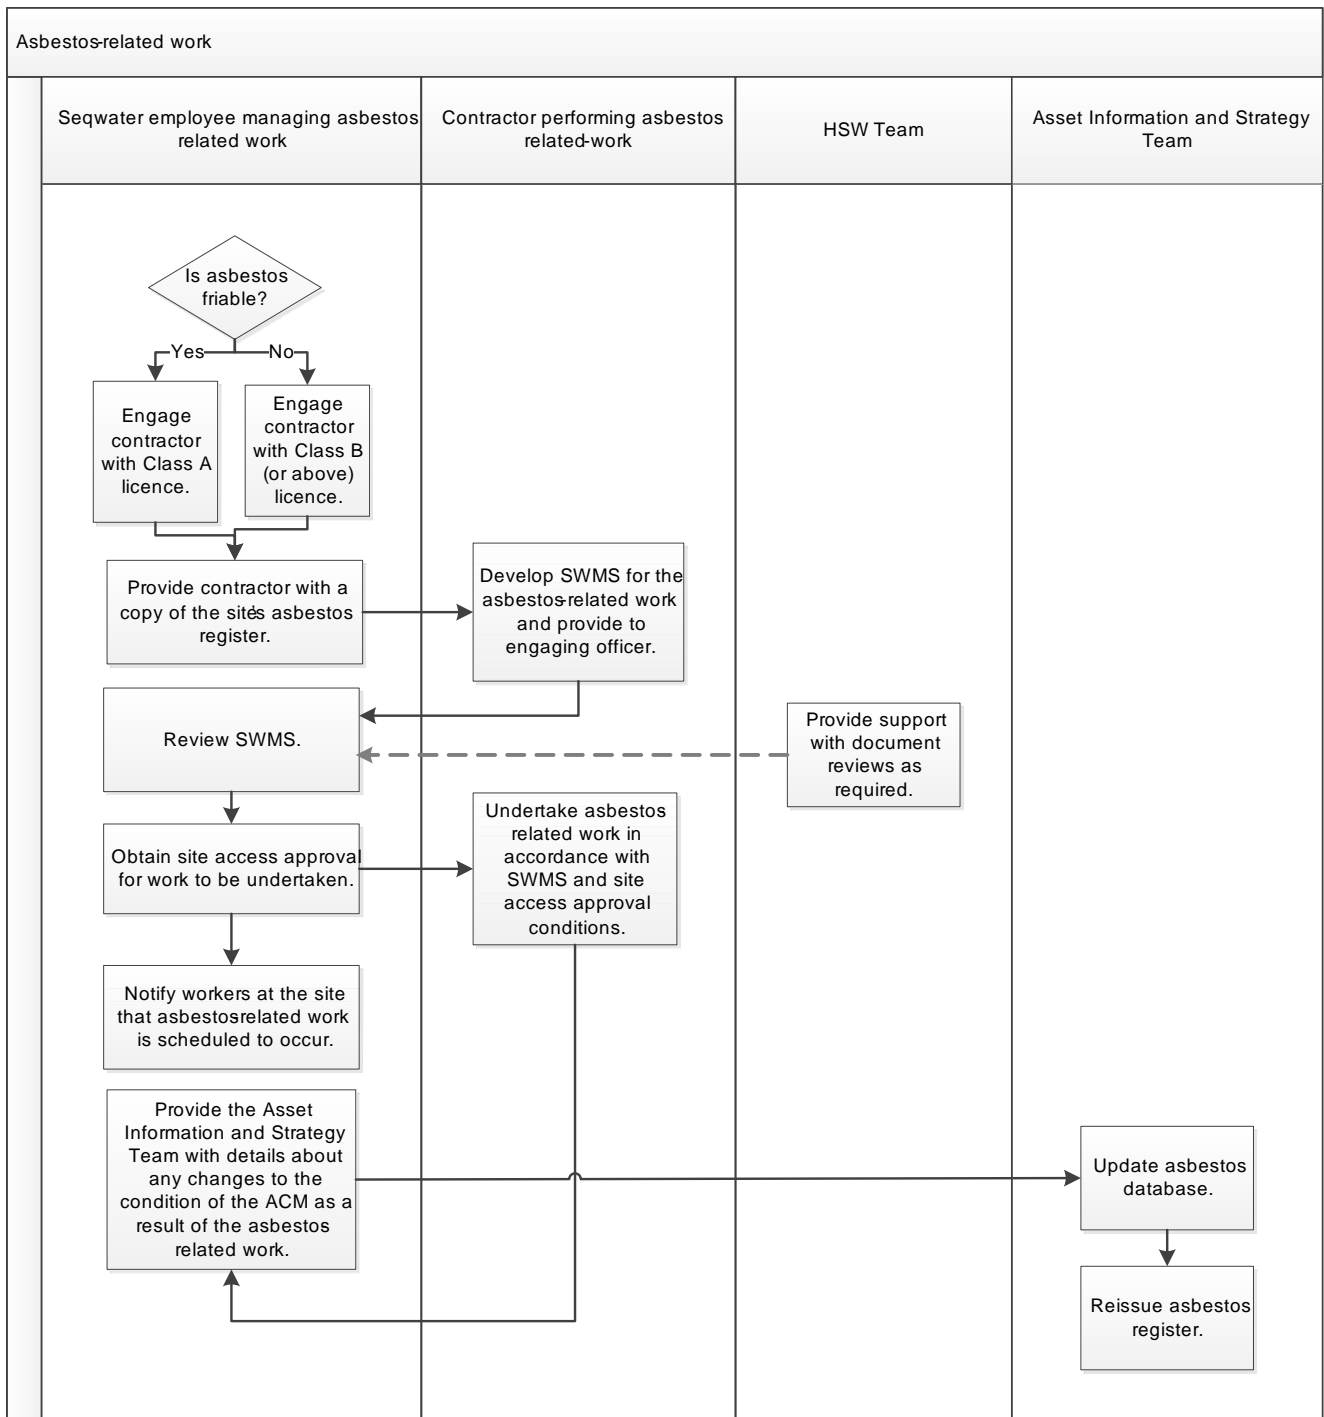 Asbestos-related work
Seqwater employee managing asbestos
related work
Contractor performing asbestos
related-work
HSW Team
Asset Information and Strategy
Team
Is asbestos
friable?
Yes
No
Engage
contractor
with Class A
licence.
Engage
contractor
with Class B
(or above)
licence.
Provide contractor with a
copy of the site's asbestos
register.
Develop SWMS for the
asbestos-related work
and provide to
engaging officer.
Review SWMS.
Provide support
with document
reviews as
required.
Obtain site access approval
for work to be undertaken.
Undertake asbestos
related work in
accordance with
SWMS and site
access approval
conditions.
Notify workers at the site
that asbestosrelated work
is scheduled to occur.
Provide the Asset
Information and Strategy
Team with details about
any changes to the
condition of the ACM as a
result of the asbestos
related work.
Update asbestos
database.
Reissue asbestos
register.